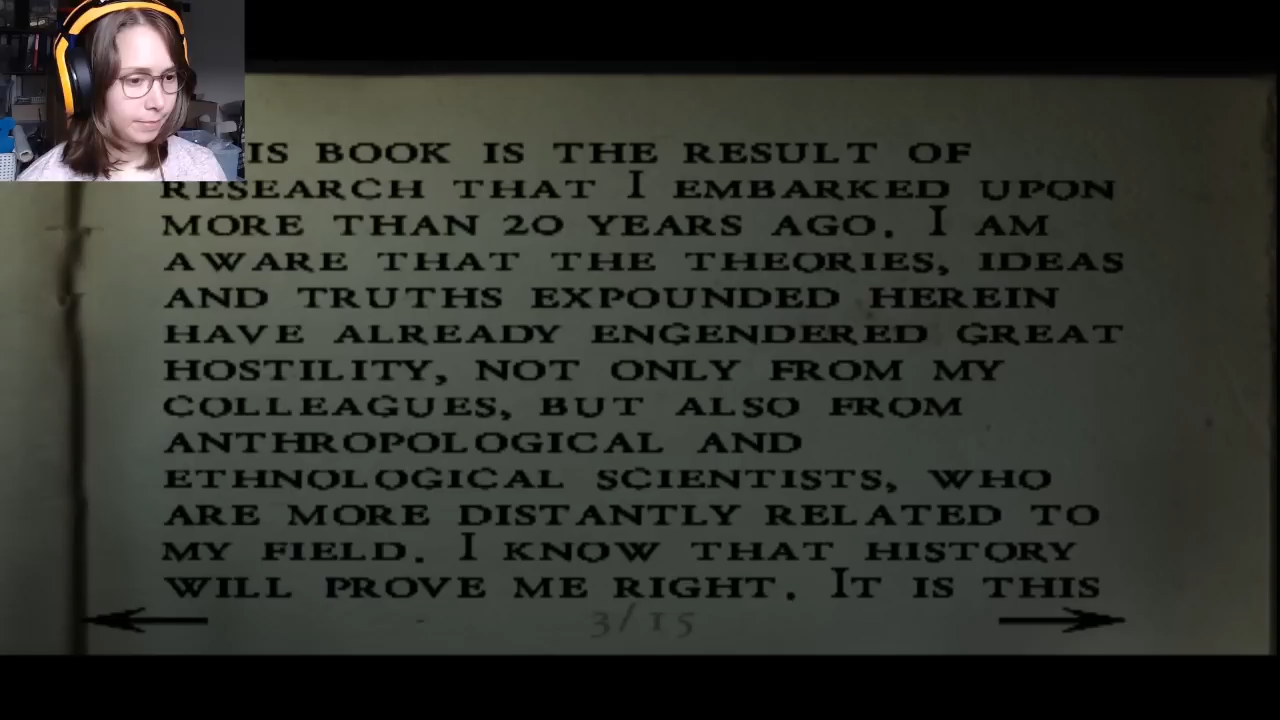 IS BOOK IS THE RESULT OF
RESEARCH THAT I EMBARKED UPON
MORE THAN 20 YEARS AGO. I AM
AWARE THAT THE THEORIES, IDEAS
AND TRUTHS EXPOUNDED HEREIN
HAVE ALREADY ENGENDERED GREAT
HOSTILITY, NOT ONLY FROM MY
COLLEAGUES, BUT ALSO FROM
ANTHROPOLOGICAL AND
ETHNOLOGICAL SCIENTISTS, WHO
ARE MORE DISTANTLY RELATED TO
MY FIELD. I KNOW THAT HISTORY
WILL PROVE ME RIGHT. IT IS THIS
3/15